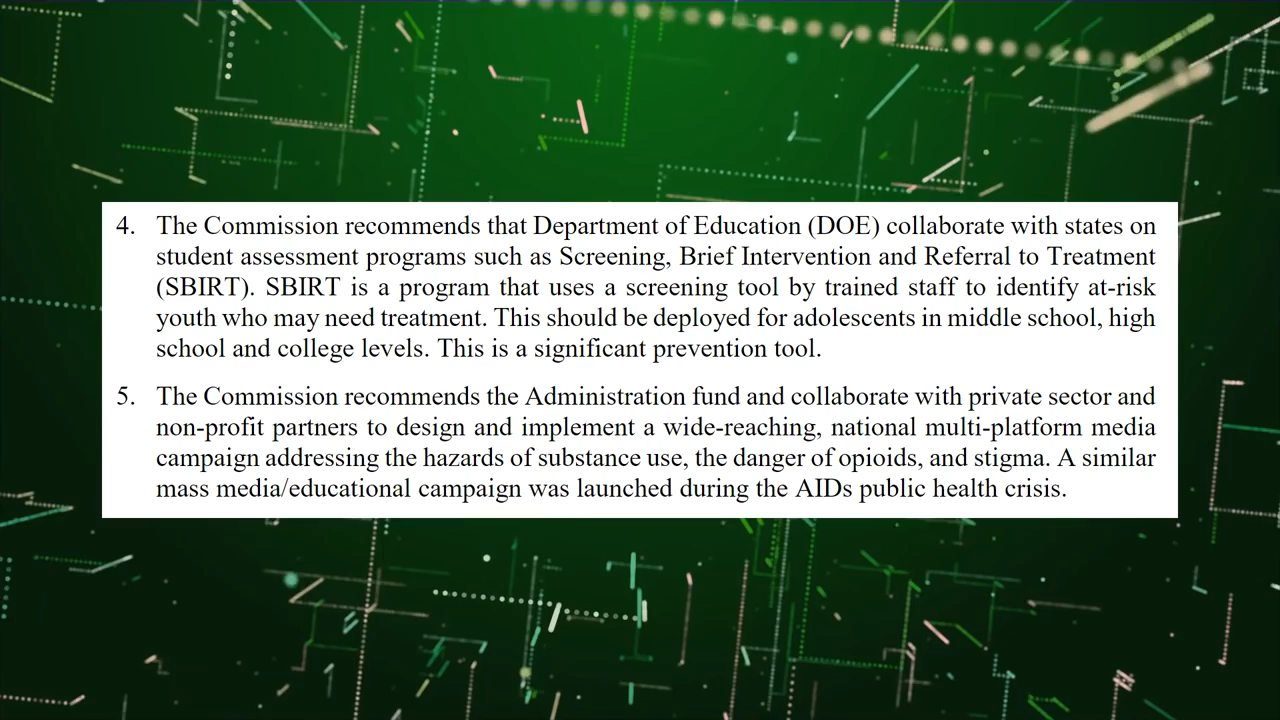 4. The Commission recommends that Department of Education (DOE) collaborate with states on
student assessment programs such as Screening, Brief Intervention and Referral to Treatment
(SBIRT). SBIRT is a program that uses a screening tool by trained staff to identify at-risk
youth who may need treatment. This should be deployed for adolescents in middle school, high
school and college levels. This is a significant prevention tool.
5. The Commission recommends the Administration fund and collaborate with private sector and
non-profit partners to design and implement a wide-reaching, national multi-platform media
campaign addressing the hazards of substance use, the danger of opioids, and stigma. A similar
mass media/educational campaign was launched during the AIDs public health crisis.